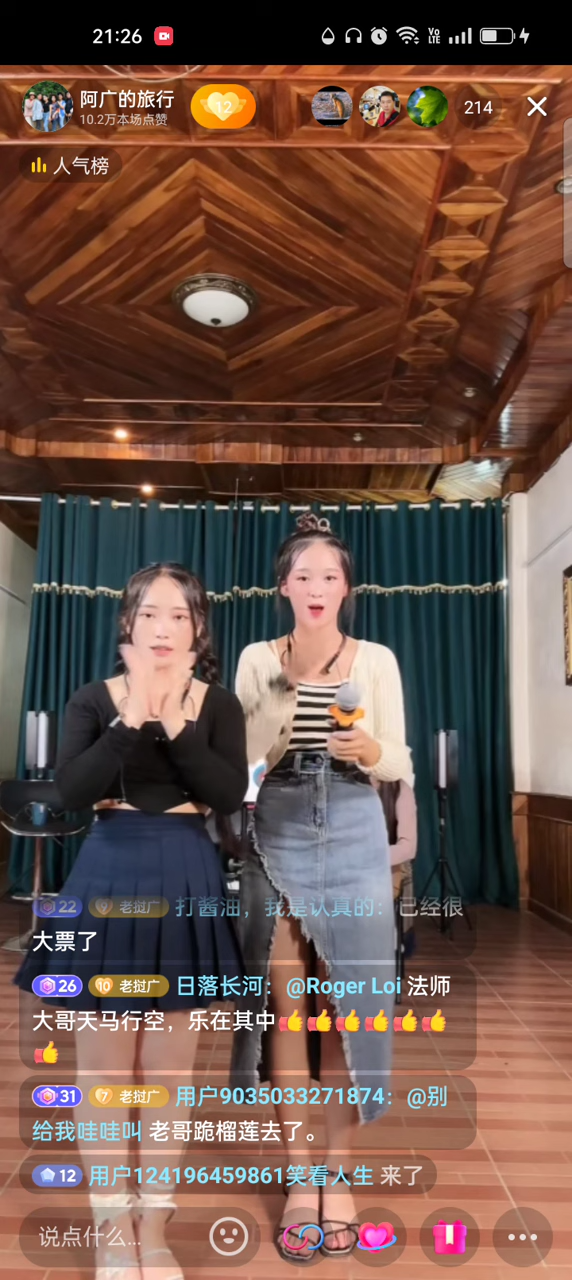 21:26
Vo LTE
阿广的旅行
10.2万本场点赞
12
214
人气榜
22 9 老挝广 打酱油，我是认真的：已经很
大票了
26 10 老挝广 日落长河：@Roger Loi 法师
大哥天马行空，乐在其中👍👍👍👍👍👍
👍
31 7 老挝广 用户9035033271874：@别
给我哇哇叫 老哥跪榴莲去了。
12 用户124196459861笑看人生 来了
说点什么...